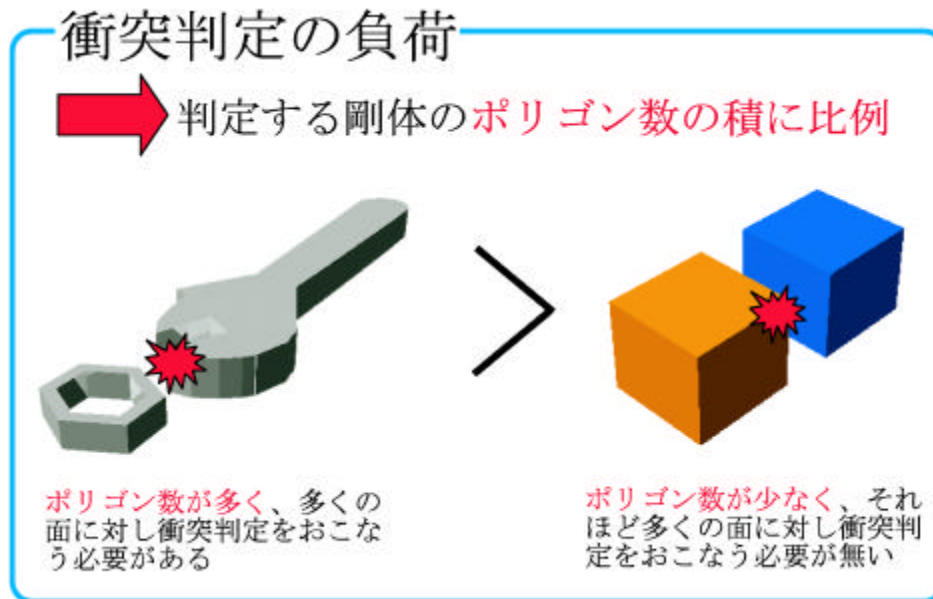 衝突判定の負荷
判定する剛体のポリゴン数の積に比例
ポリゴン数が多く、多くの
面に対し衝突判定をおこな
う必要がある
ポリゴン数が少なく、それ
ほど多くの面に対し衝突判
定をおこなう必要が無い